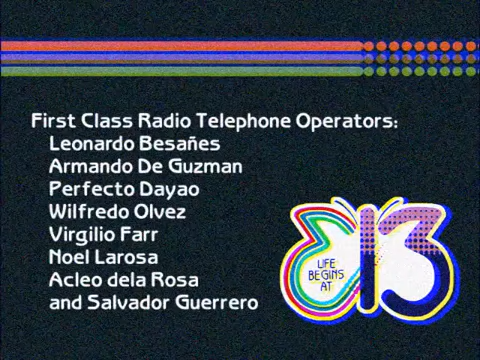 First Class Radio Telephone Operators:
Leonardo Besañes
Armando De Guzman
Perfecto Dayao
Wilfredo Olvez
Virgilio Farr
Noel Larosa
Acleo dela Rosa
and Salvador Guerrero
LIFE
BEGINS
AT
13